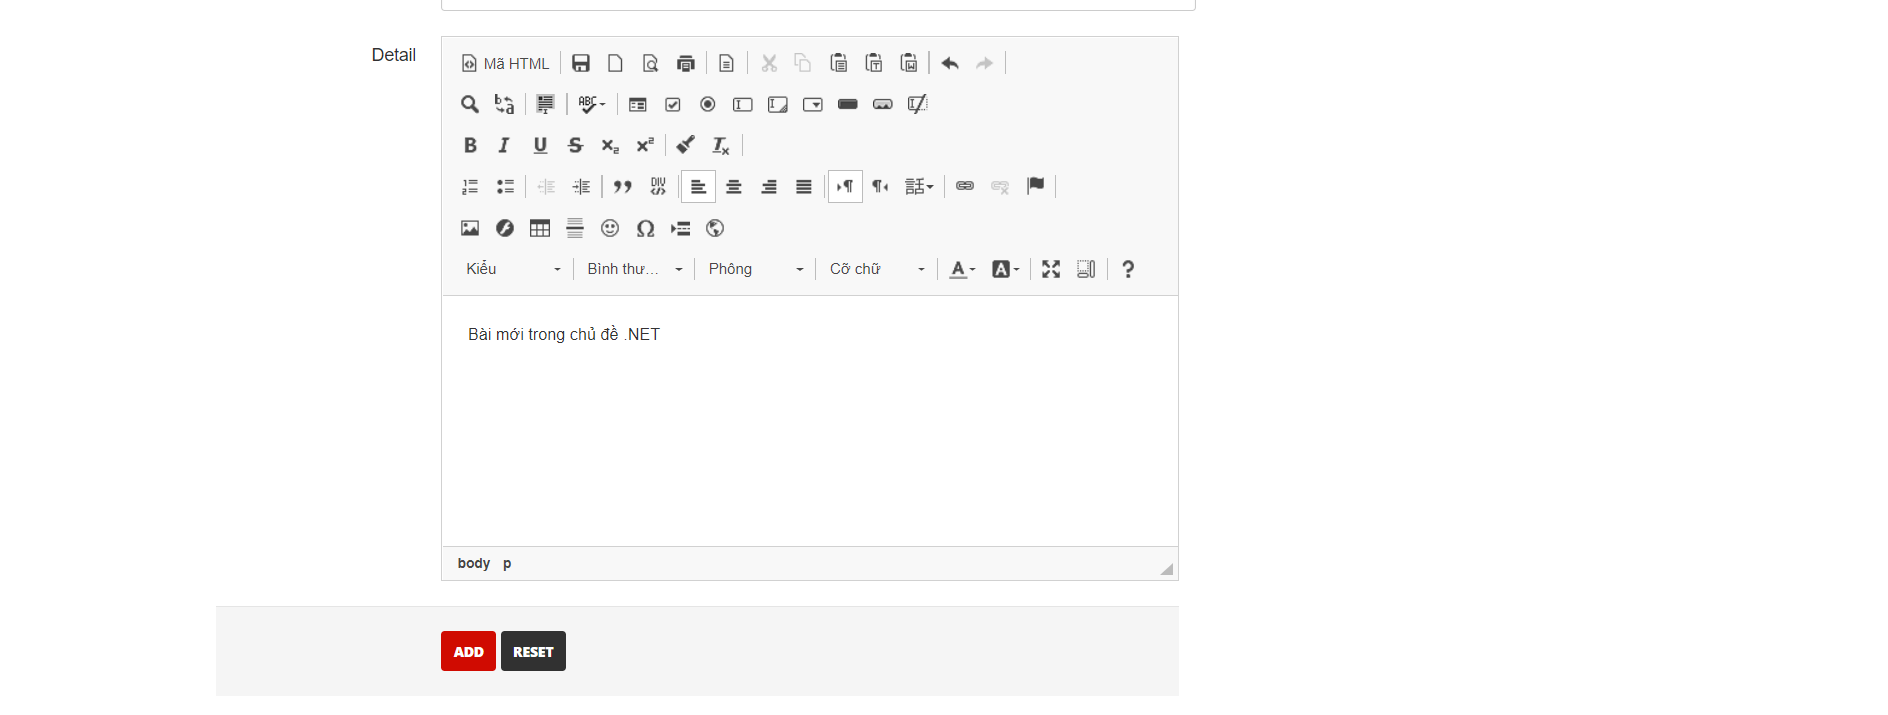 Detail
Mã HTML
Kiểu Bình thư... Phông Cỡ chữ
Bài mới trong chủ đề .NET
body p
ADD RESET